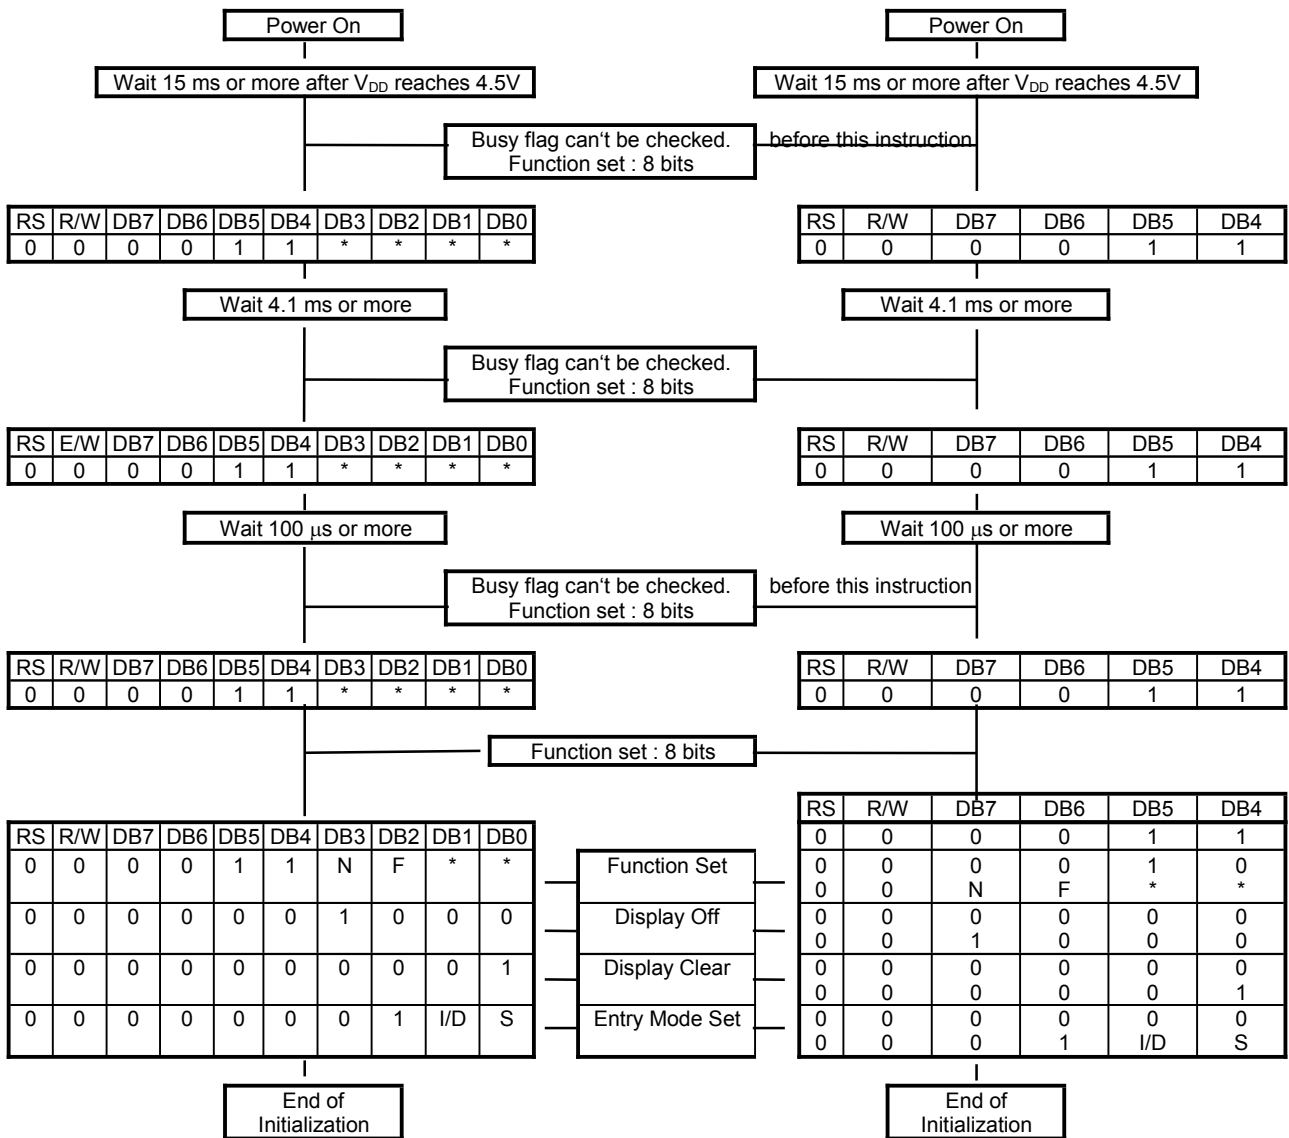 Power On Power On
Wait 15 ms or more after VDD reaches 4.5V Wait 15 ms or more after VDD reaches 4.5V
Busy flag can‘t be checked. before this instruction
Function set : 8 bits
RS R/W DB7 DB6 DB5 DB4 DB3 DB2 DB1 DB0 RS R/W DB7 DB6 DB5 DB4
0 0 0 0 1 1 * * * * 0 0 0 0 1 1
Wait 4.1 ms or more Wait 4.1 ms or more
Busy flag can‘t be checked.
Function set : 8 bits
RS E/W DB7 DB6 DB5 DB4 DB3 DB2 DB1 DB0 RS R/W DB7 DB6 DB5 DB4
0 0 0 0 1 1 * * * * 0 0 0 0 1 1
Wait 100 µs or more Wait 100 µs or more
Busy flag can‘t be checked. before this instruction
Function set : 8 bits
RS R/W DB7 DB6 DB5 DB4 DB3 DB2 DB1 DB0 RS R/W DB7 DB6 DB5 DB4
0 0 0 0 1 1 * * * * 0 0 0 0 1 1
Function set : 8 bits
RS R/W DB7 DB6 DB5 DB4
RS R/W DB7 DB6 DB5 DB4 DB3 DB2 DB1 DB0 0 0 0 0 1 1
0 0 0 0 1 1 N F * * Function Set 0 0 0 0 1 0
0 0 N F * *
0 0 0 0 0 0 1 0 0 0 Display Off 0 0 0 0 0 0
0 0 1 0 0 0
0 0 0 0 0 0 0 0 0 1 Display Clear 0 0 0 0 0 0
0 0 0 0 0 1
0 0 0 0 0 0 0 1 I/D S Entry Mode Set 0 0 0 0 0 0
0 0 0 1 I/D S
End of End of
Initialization Initialization